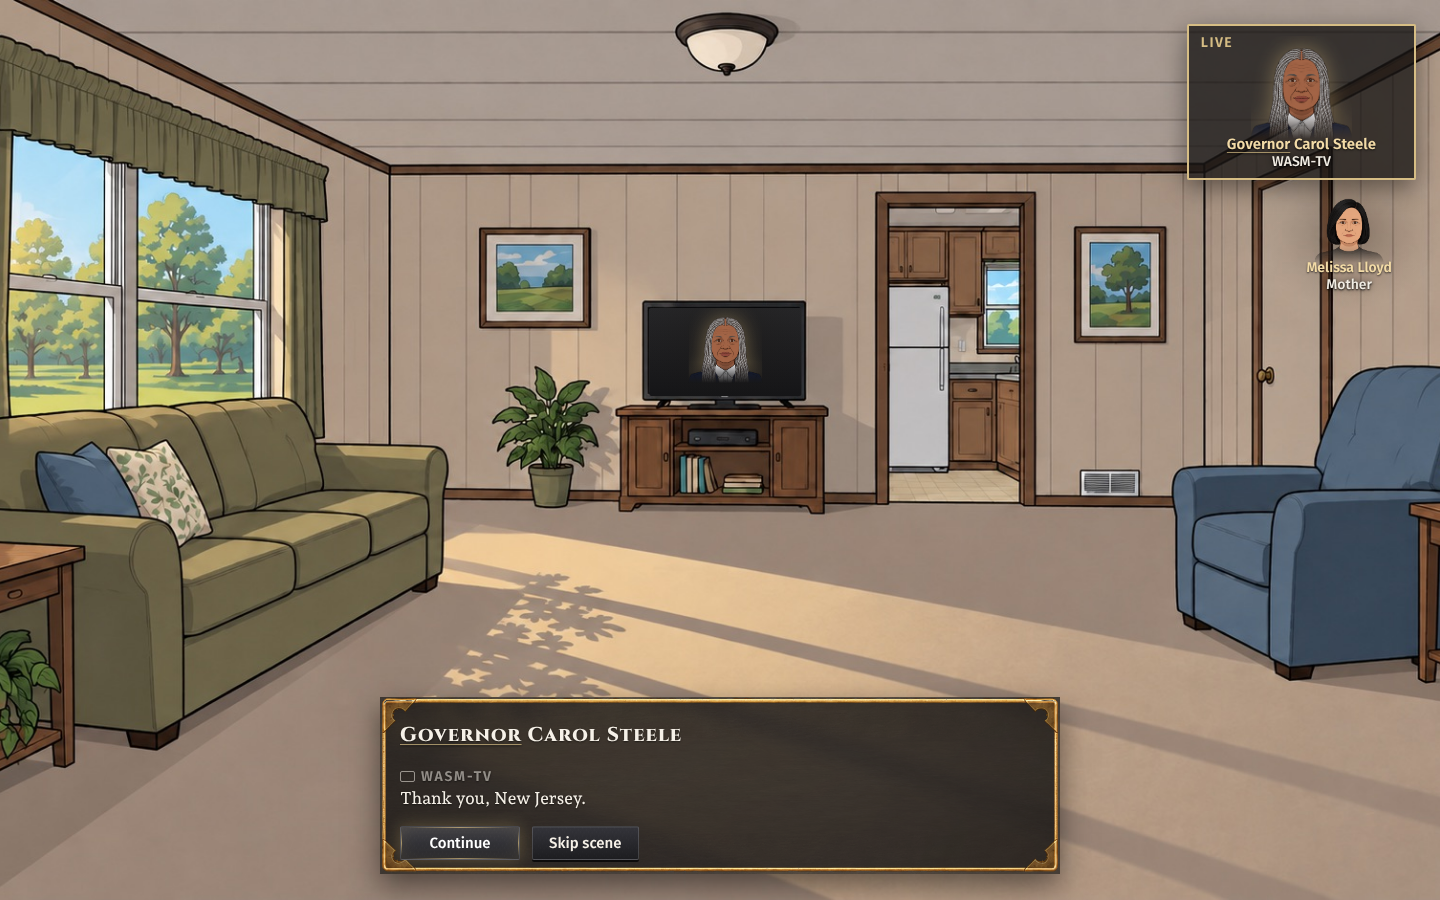 LIVE
Governor Carol Steele
WASM-TV
Melissa Lloyd
Mother
Governor Carol Steele
WASM-TV
Thank you, New Jersey.
Continue
Skip scene